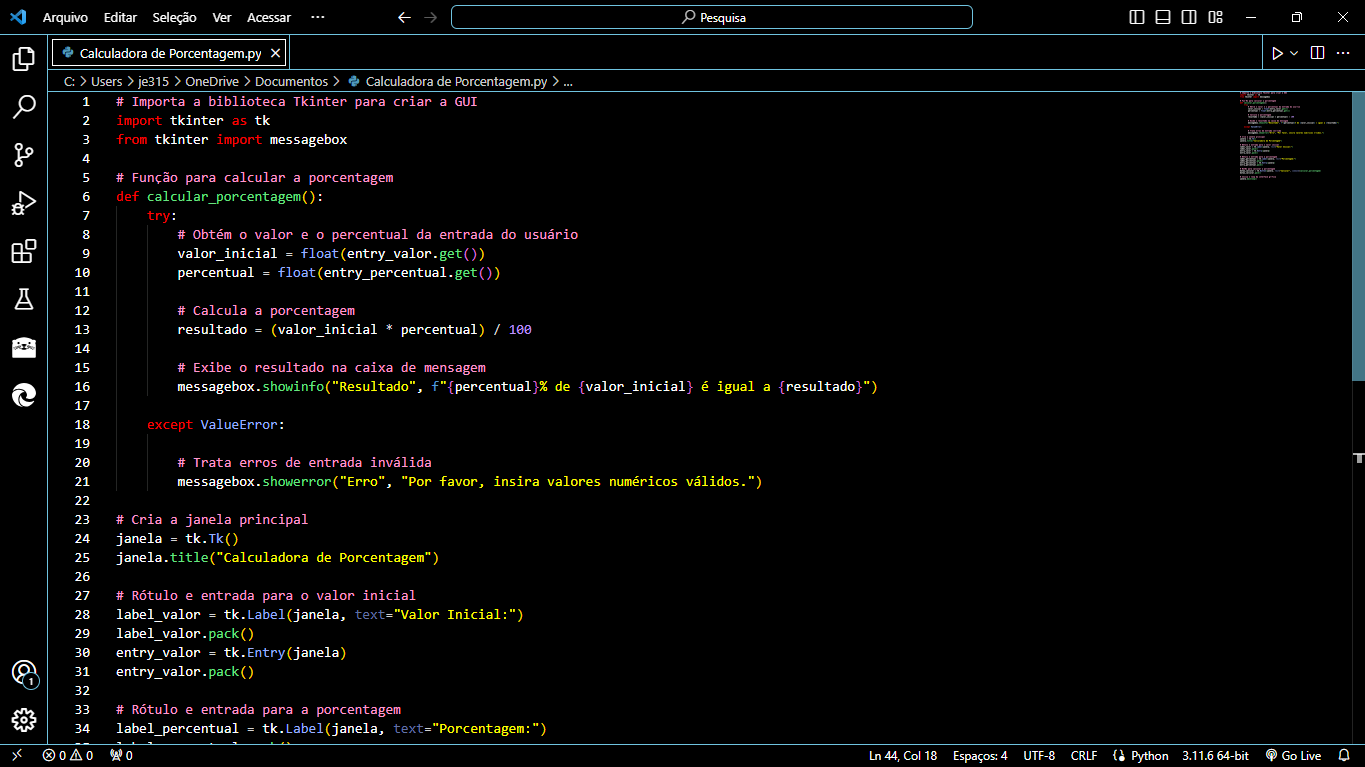 Arquivo Editar Seleção Ver Acessar ··· Pesquisa
Calculadora de Porcentagem.py
C: > Users > je315 > OneDrive > Documentos > Calculadora de Porcentagem.py > ...
1 # Importa a biblioteca Tkinter para criar a GUI
2 import tkinter as tk
3 from tkinter import messagebox
4
5 # Função para calcular a porcentagem
6 def calcular_porcentagem():
7 try:
8 # Obtém o valor e o percentual da entrada do usuário
9 valor_inicial = float(entry_valor.get())
10 percentual = float(entry_percentual.get())
11
12 # Calcula a porcentagem
13 resultado = (valor_inicial * percentual) / 100
14
15 # Exibe o resultado na caixa de mensagem
16 messagebox.showinfo("Resultado", f"{percentual}% de {valor_inicial} é igual a {resultado}")
17
18 except ValueError:
19
20 # Trata erros de entrada inválida
21 messagebox.showerror("Erro", "Por favor, insira valores numéricos válidos.")
22
23 # Cria a janela principal
24 janela = tk.Tk()
25 janela.title("Calculadora de Porcentagem")
26
27 # Rótulo e entrada para o valor inicial
28 label_valor = tk.Label(janela, text="Valor Inicial:")
29 label_valor.pack()
30 entry_valor = tk.Entry(janela)
31 entry_valor.pack()
32
33 # Rótulo e entrada para a porcentagem
34 label_percentual = tk.Label(janela, text="Porcentagem:")
1
0 0 0 Ln 44, Col 18 Espaços: 4 UTF-8 CRLF Python 3.11.6 64-bit Go Live